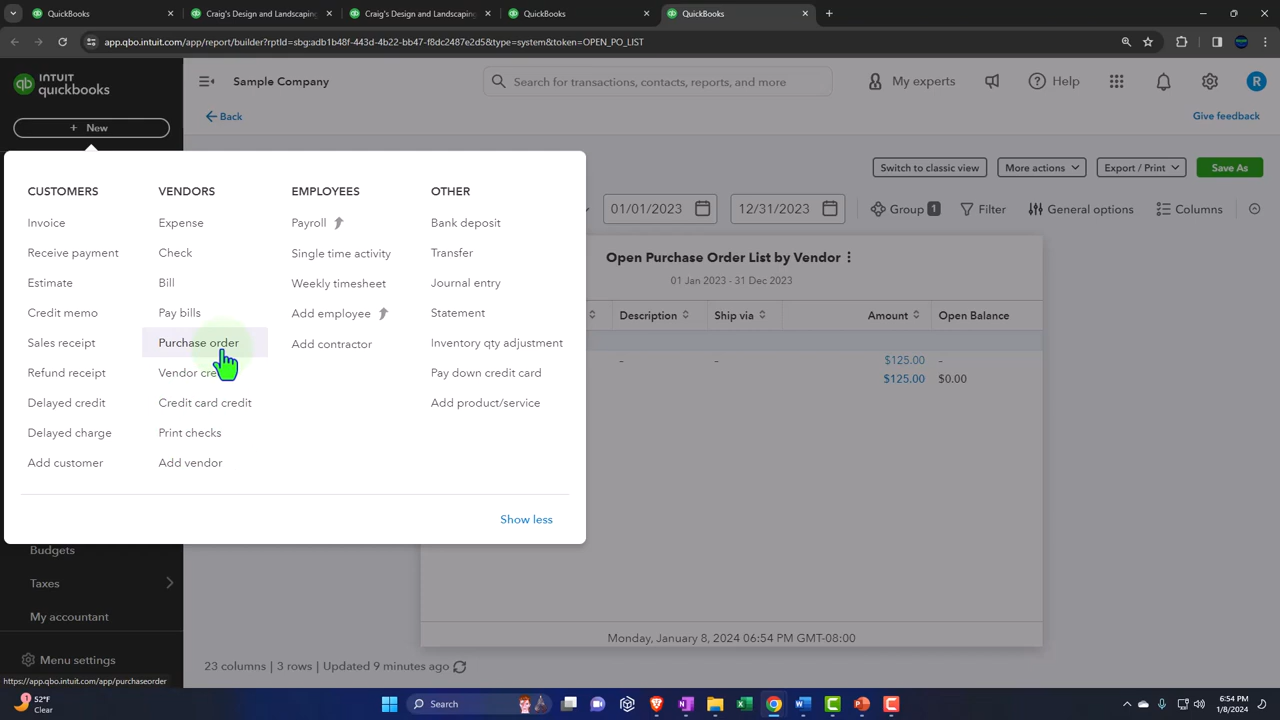 QuickBooks
Craig's Design and Landscaping
Craig's Design and Landscaping
QuickBooks
QuickBooks
app.qbo.intuit.com/app/report/builder?rptId=sbg:adb1b48f-443d-4b22-bb47-f8dc2487e2d5&type=system&token=OPEN_PO_LIST
INTUIT
quickbooks
Sample Company
Search for transactions, contacts, reports, and more
My experts
Help
R
+ New
Back
Give feedback
Switch to classic view
More actions
Export / Print
Save As
01/01/2023
12/31/2023
Group 1
Filter
General options
Columns
CUSTOMERS
Invoice
Receive payment
Estimate
Credit memo
Sales receipt
Refund receipt
Delayed credit
Delayed charge
Add customer
VENDORS
Expense
Check
Bill
Pay bills
Purchase order
Vendor cre
Credit card credit
Print checks
Add vendor
EMPLOYEES
Payroll
Single time activity
Weekly timesheet
Add employee
Add contractor
OTHER
Bank deposit
Transfer
Journal entry
Statement
Inventory qty adjustment
Pay down credit card
Add product/service
Show less
Open Purchase Order List by Vendor
01 Jan 2023 - 31 Dec 2023
Description Ship via Amount Open Balance
– – $125.00 –
$125.00 $0.00
Monday, January 8, 2024 06:54 PM GMT-08:00
23 columns | 3 rows | Updated 9 minutes ago
Budgets
Taxes
My accountant
Menu settings
https://app.qbo.intuit.com/app/purchaseorder
52°F
Clear
Search
6:54 PM
1/8/2024